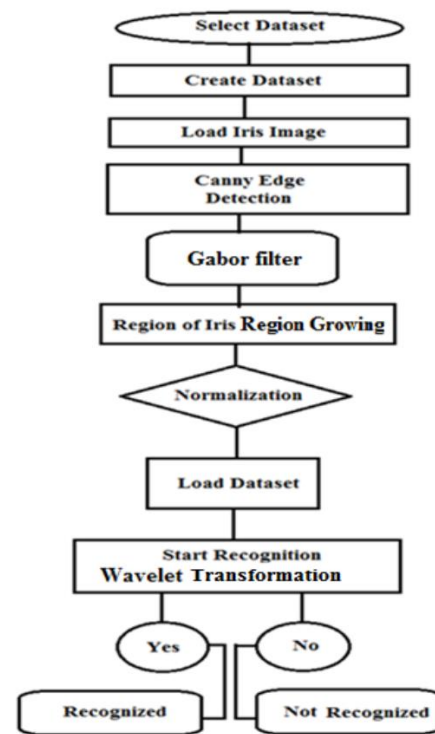 Select Dataset
Create Dataset
Load Iris Image
Canny Edge
Detection
Gabor filter
Region of Iris Region Growing
Normalization
Load Dataset
Start Recognition
Wavelet Transformation
Yes
No
Recognized
Not Recognized